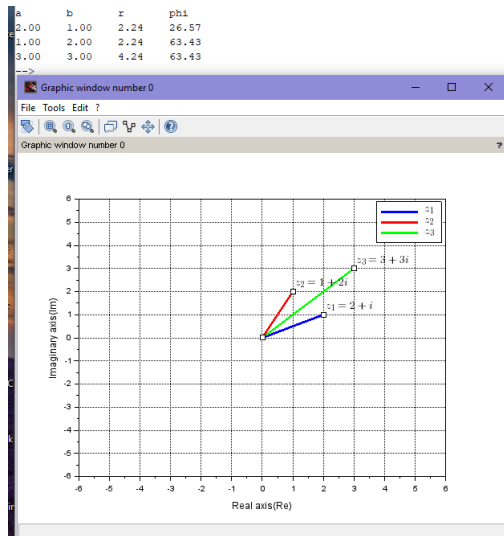 a b r phi
2.00 1.00 2.24 26.57
1.00 2.00 2.24 63.43
3.00 3.00 4.24 63.43
-->
Graphic window number 0
File Tools Edit ?
Graphic window number 0 ?
6
5
4
3
2
1
0
-1
-2
-3
-4
-5
-6
Imaginary axis(Im)
z₁
z₂
z₃
z₃ = 3 + 3i
z₂ = 1 + 2i
z₁ = 2 + i
-6 -5 -4 -3 -2 -1 0 1 2 3 4 5 6
Real axis(Re)